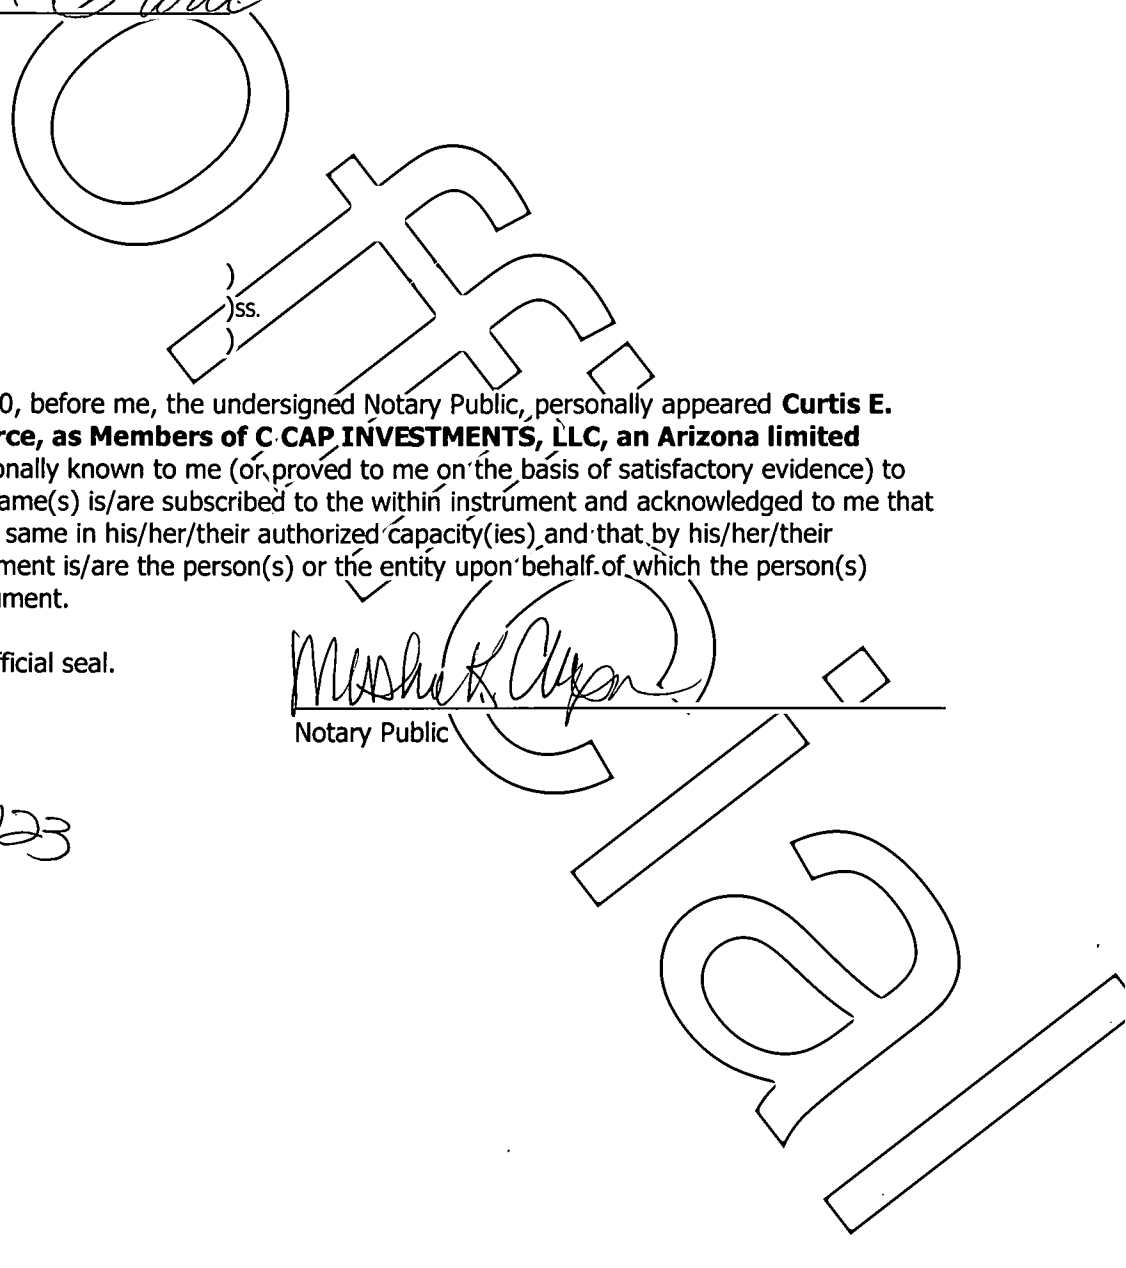 )
)ss.
)
0, before me, the undersigned Notary Public, personally appeared Curtis E.
rce, as Members of C CAP INVESTMENTS, LLC, an Arizona limited
onally known to me (or proved to me on the basis of satisfactory evidence) to
ame(s) is/are subscribed to the within instrument and acknowledged to me that
same in his/her/their authorized capacity(ies) and that by his/her/their
ment is/are the person(s) or the entity upon behalf of which the person(s)
ument.
fficial seal.
Notary Public
23
Unofficial